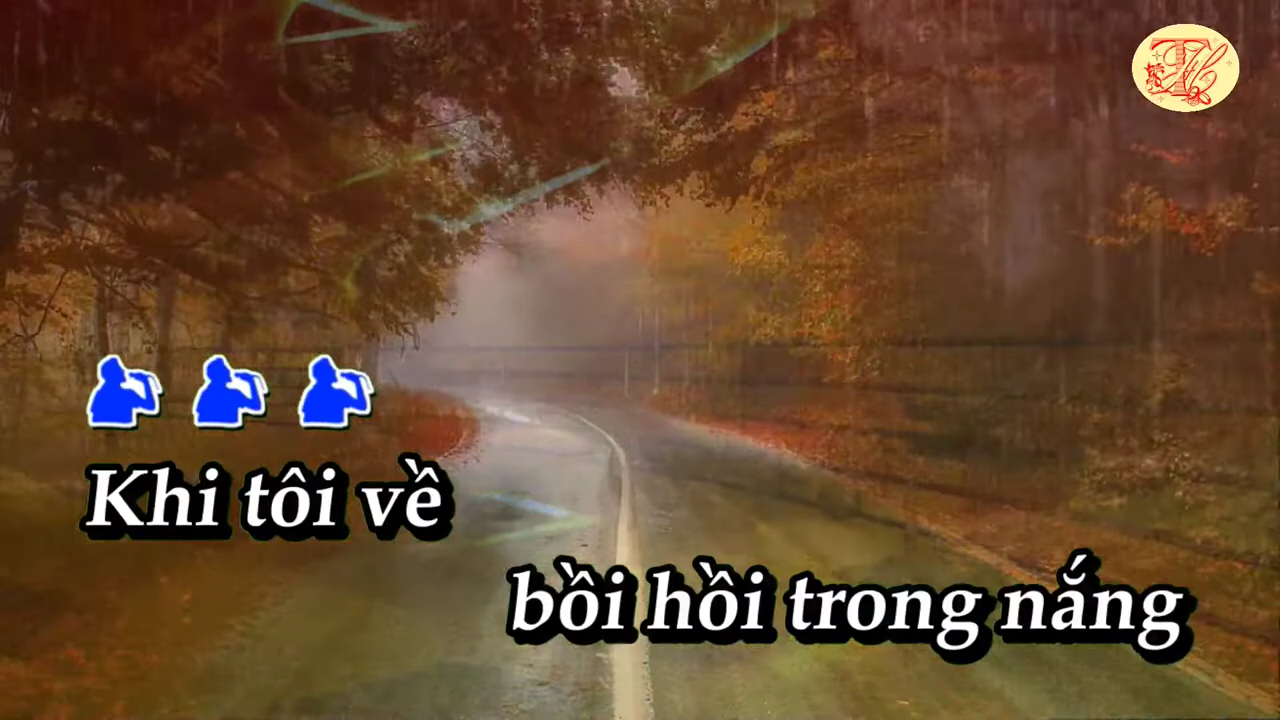 Khi tôi về
bồi hồi trong nắng